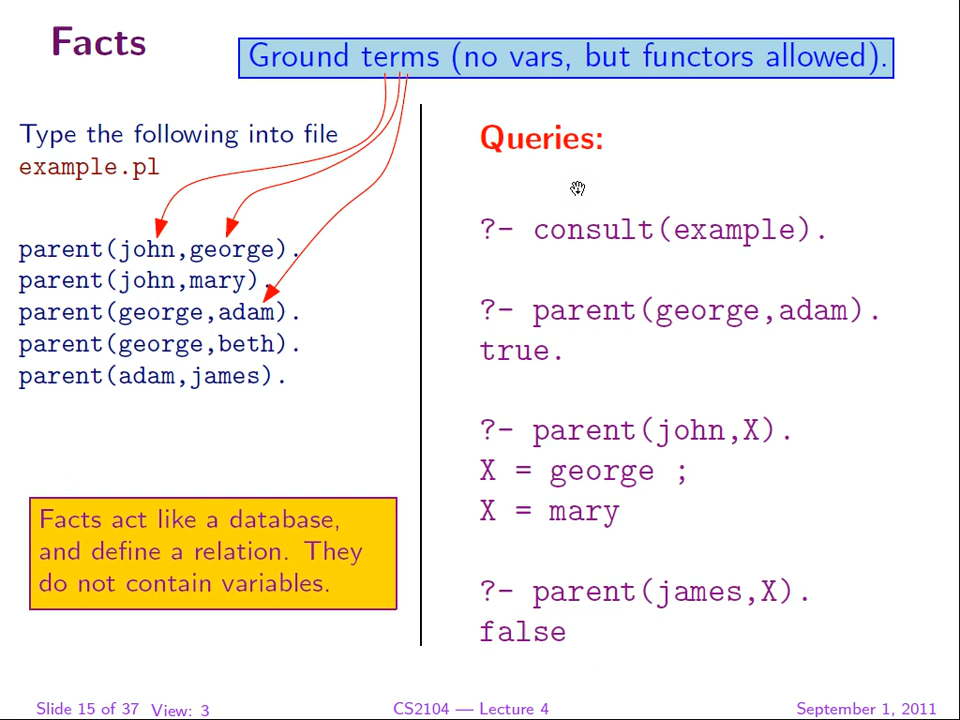 Facts
Ground terms (no vars, but functors allowed).
Type the following into file
example.pl
parent(john,george).
parent(john,mary).
parent(george,adam).
parent(george,beth).
parent(adam,james).
Facts act like a database,
and define a relation. They
do not contain variables.
Queries:
?- consult(example).
?- parent(george,adam).
true.
?- parent(john,X).
X = george ;
X = mary
?- parent(james,X).
false
Slide 15 of 37 View: 3
CS2104 — Lecture 4
September 1, 2011